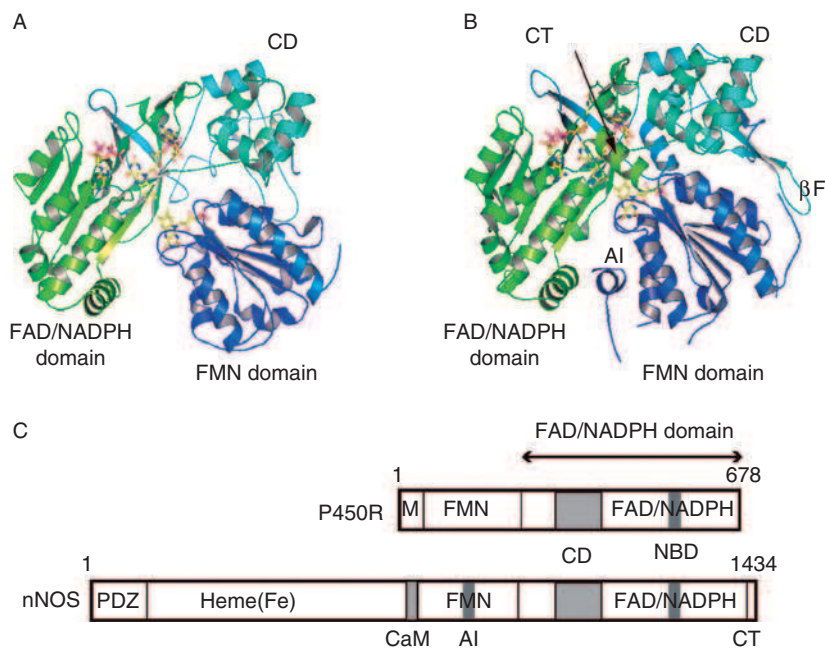 A
CD
FAD/NADPH
domain
FMN domain
B
CT
CD
βF
AI
FAD/NADPH
domain
FMN domain
C
FAD/NADPH domain
1
678
P450R
M
FMN
FAD/NADPH
CD
NBD
1
1434
nNOS
PDZ
Heme(Fe)
FMN
FAD/NADPH
CaM
AI
CT